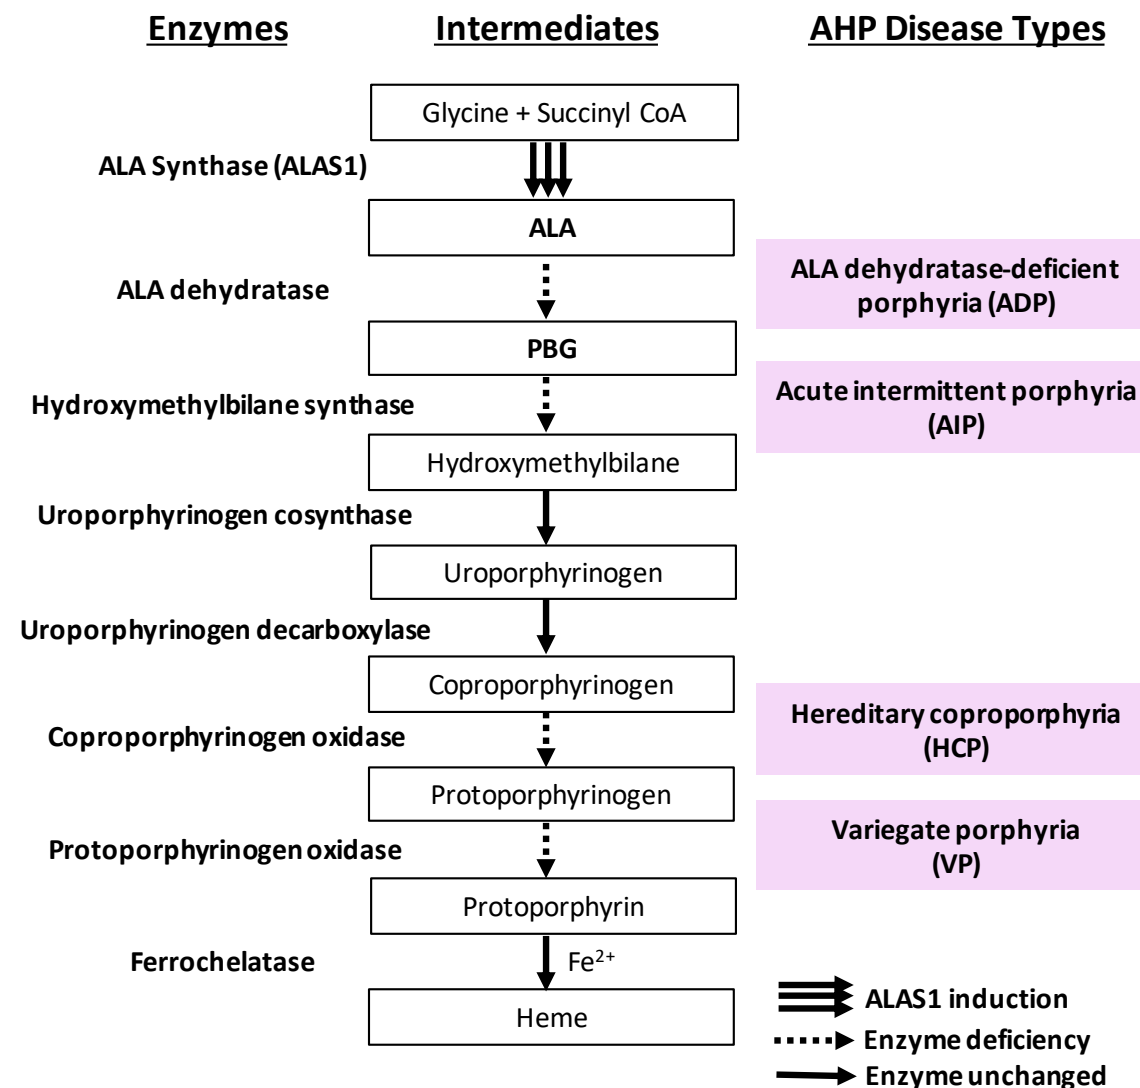 Enzymes
Intermediates
AHP Disease Types
Glycine + Succinyl CoA
ALA Synthase (ALAS1)
ALA
ALA dehydratase
ALA dehydratase-deficient
porphyria (ADP)
PBG
Hydroxymethylbilane synthase
Acute intermittent porphyria
(AIP)
Hydroxymethylbilane
Uroporphyrinogen cosynthase
Uroporphyrinogen
Uroporphyrinogen decarboxylase
Coproporphyrinogen
Coproporphyrinogen oxidase
Hereditary coproporphyria
(HCP)
Protoporphyrinogen
Protoporphyrinogen oxidase
Variegate porphyria
(VP)
Protoporphyrin
Ferrochelatase
Fe²⁺
Heme
ALAS1 induction
Enzyme deficiency
Enzyme unchanged